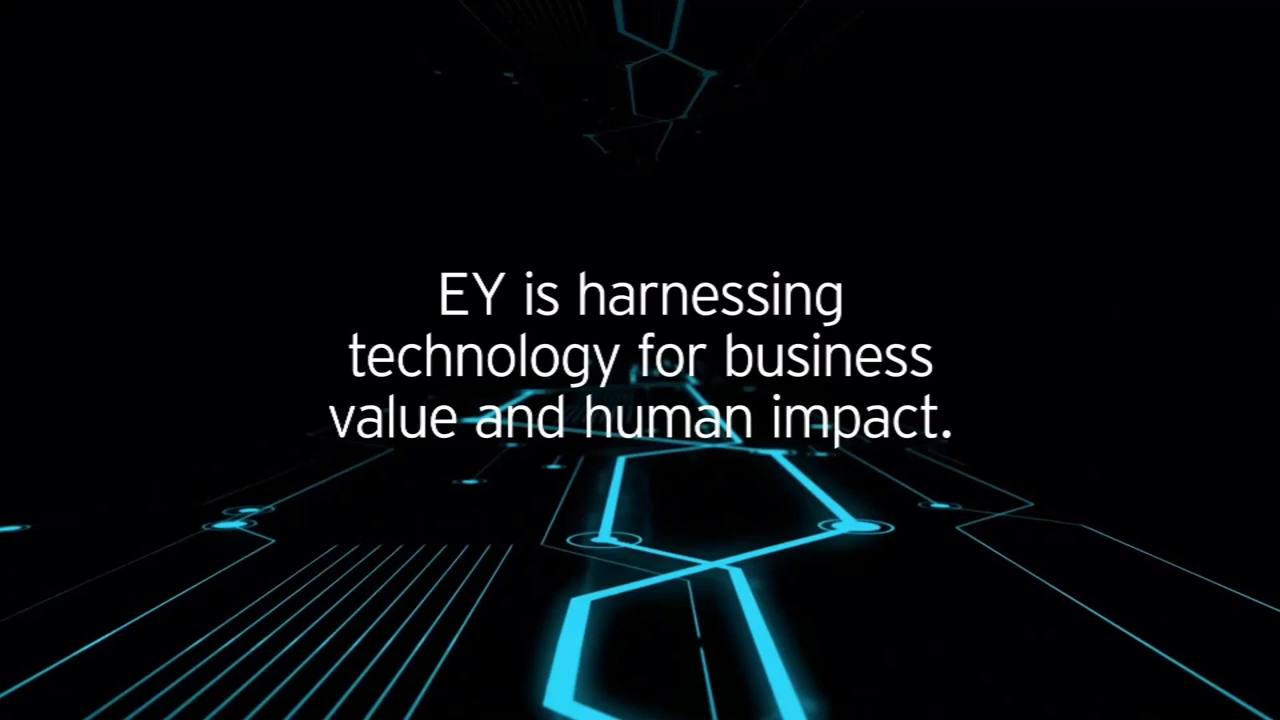 EY is harnessing
technology for business
value and human impact.